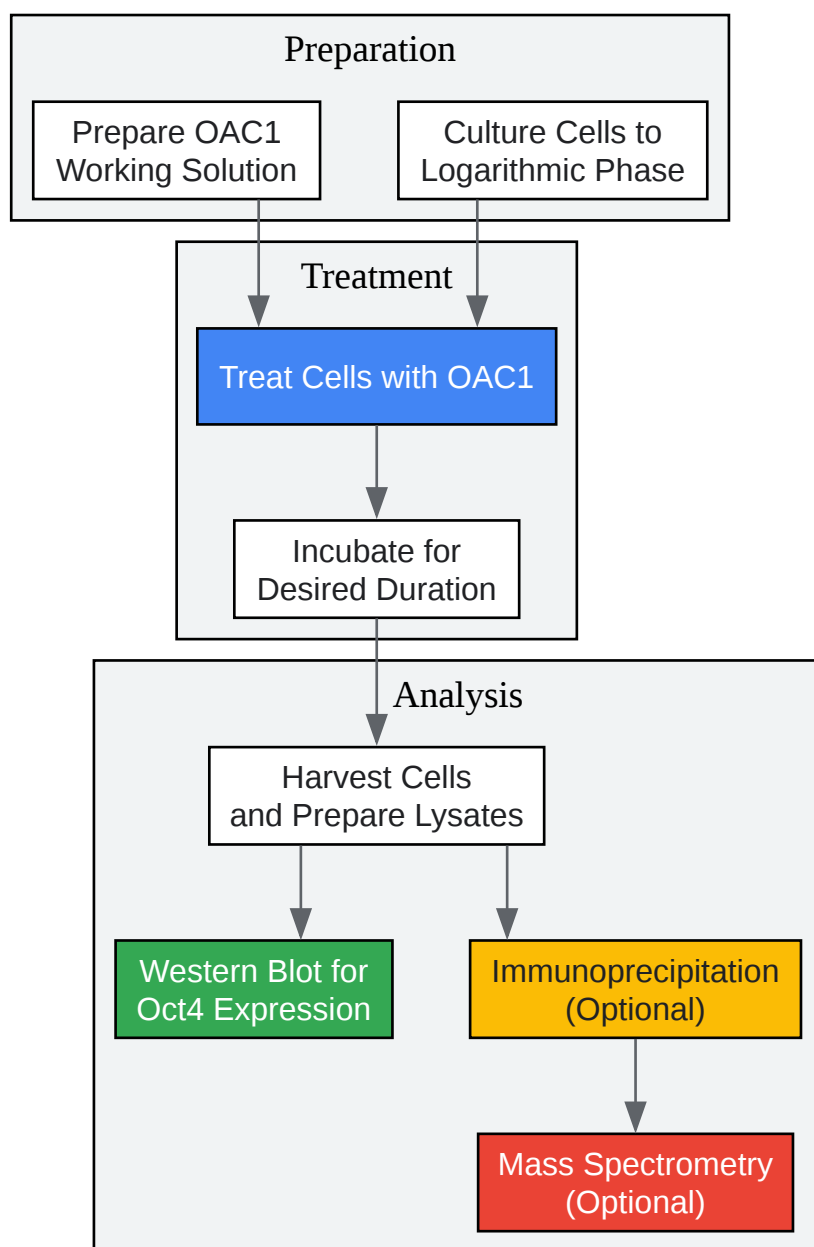 Preparation
Prepare OAC1
Working Solution
Culture Cells to
Logarithmic Phase
Treatment
Treat Cells with OAC1
Incubate for
Desired Duration
Analysis
Harvest Cells
and Prepare Lysates
Western Blot for
Oct4 Expression
Immunoprecipitation
(Optional)
Mass Spectrometry
(Optional)